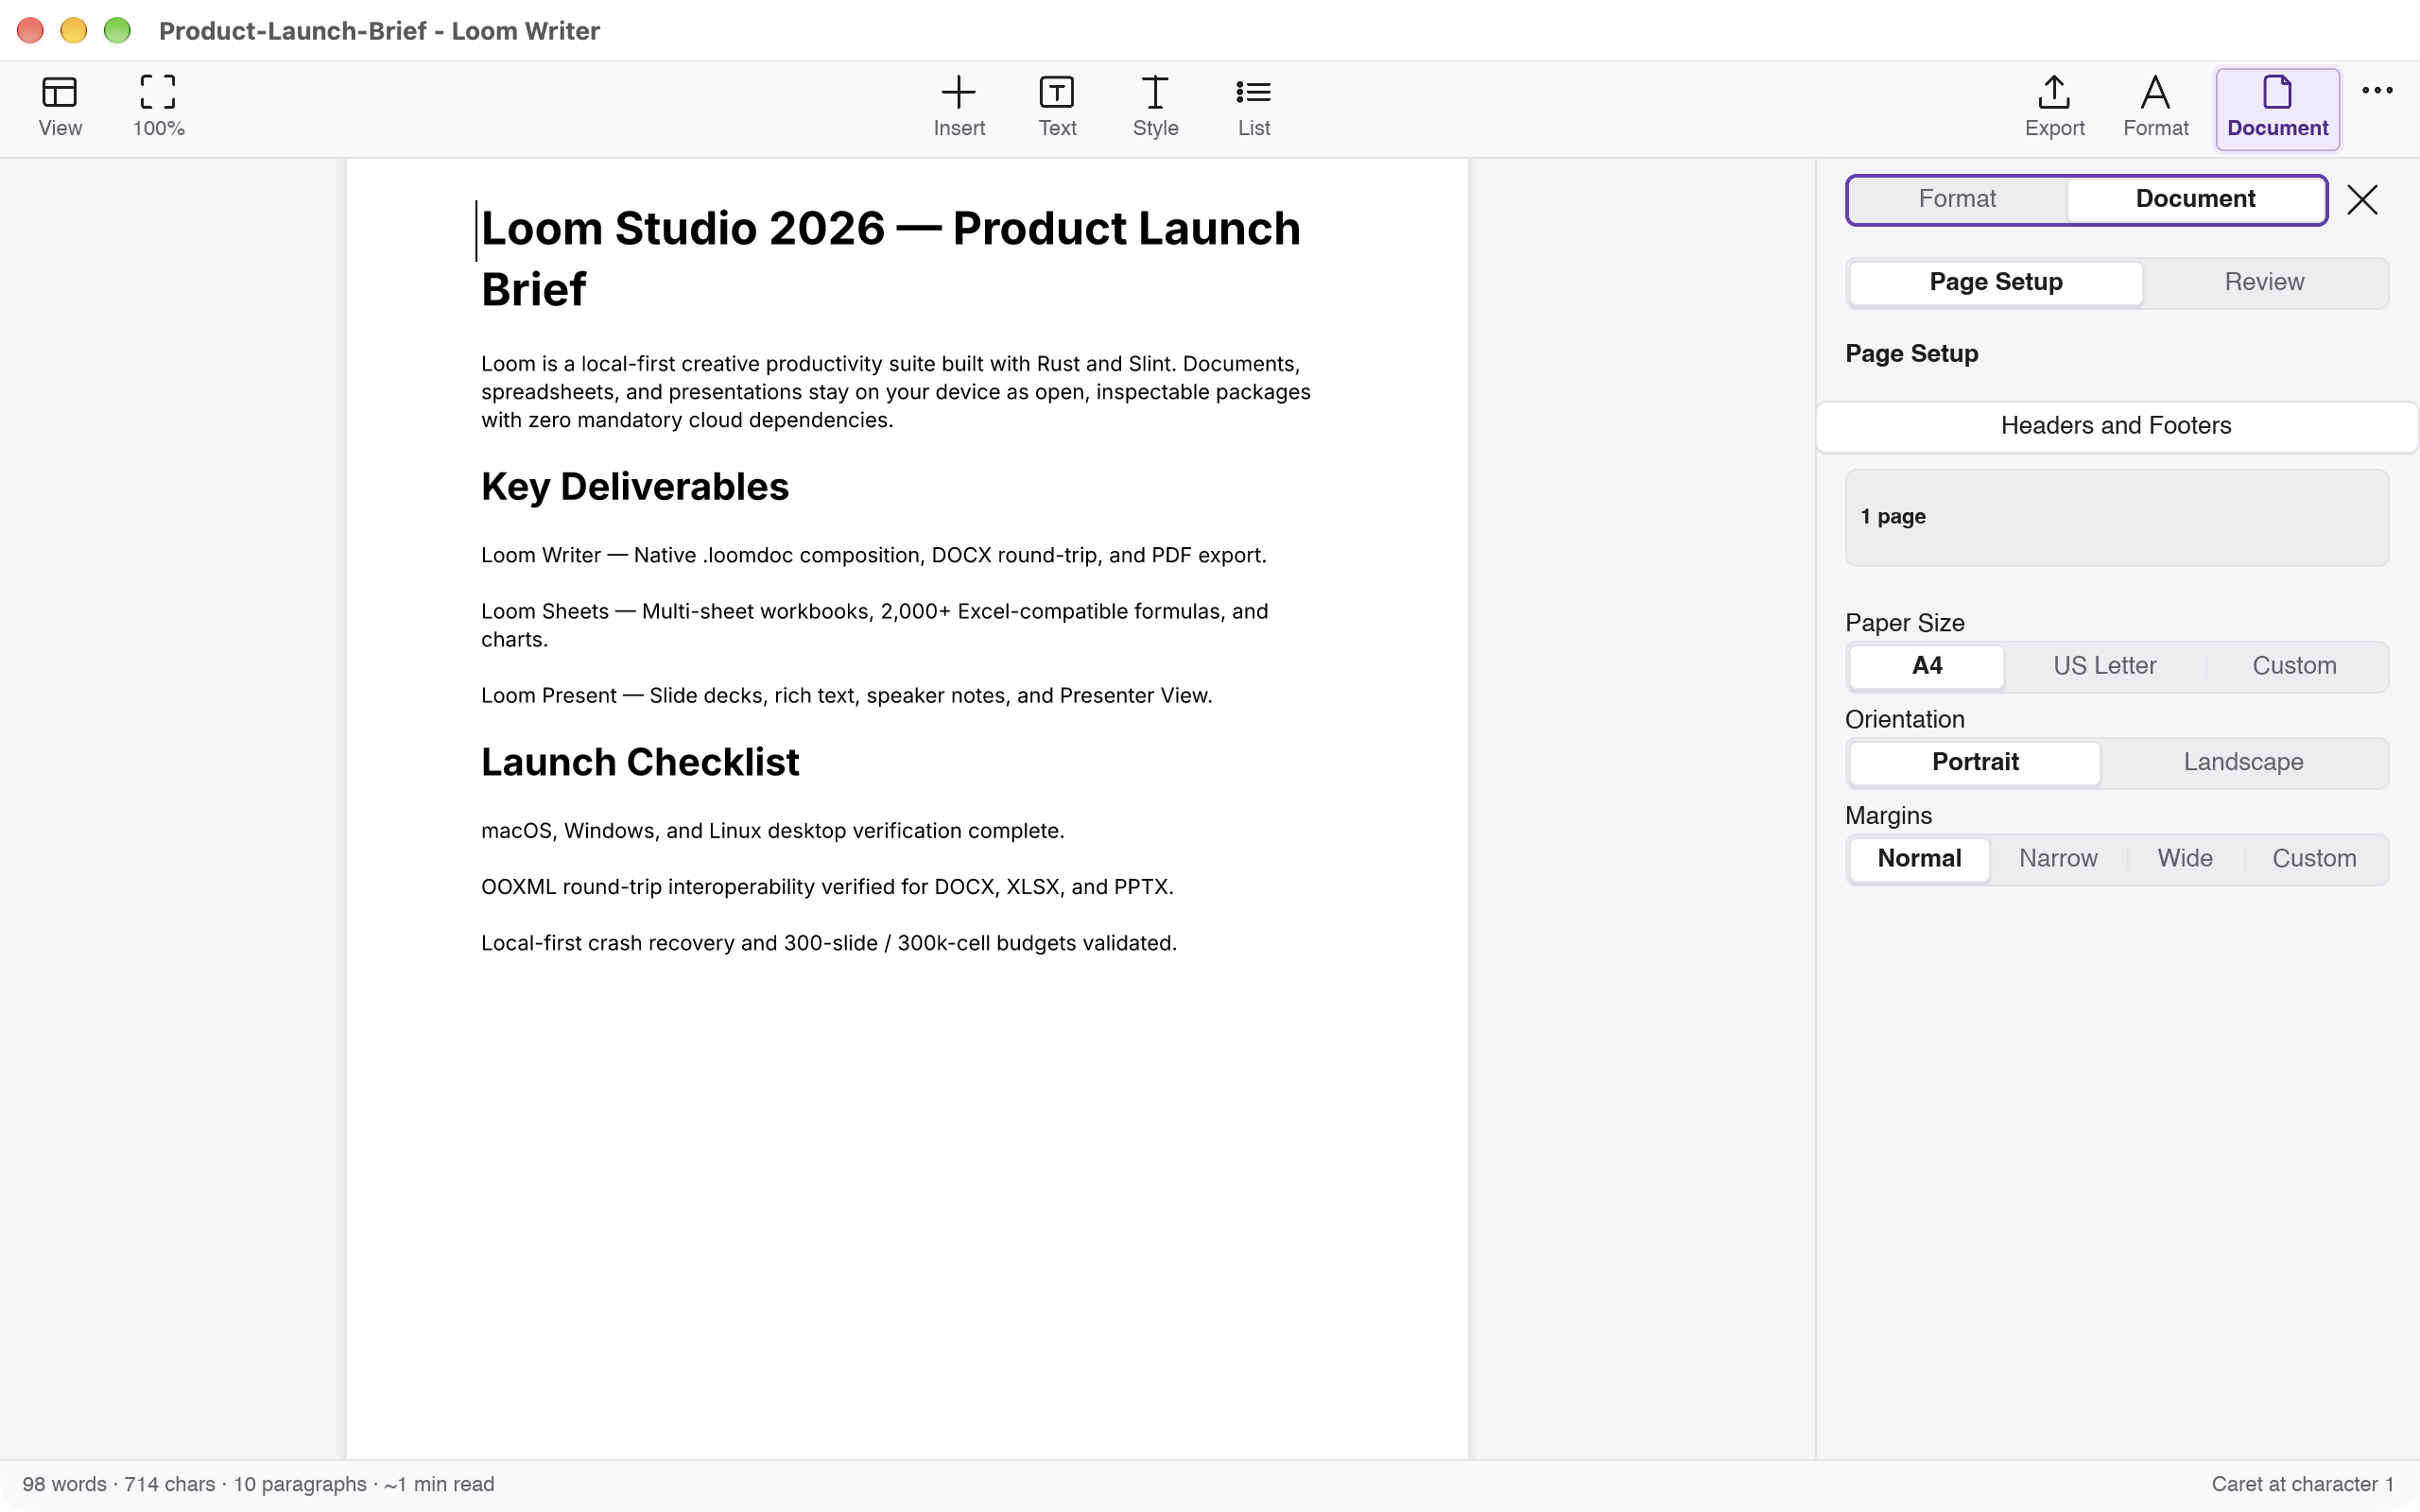 Product-Launch-Brief - Loom Writer
View
100%
Insert
Text
Style
List
Export
Format
Document
Loom Studio 2026 — Product Launch
Brief
Loom is a local-first creative productivity suite built with Rust and Slint. Documents,
spreadsheets, and presentations stay on your device as open, inspectable packages
with zero mandatory cloud dependencies.
Key Deliverables
Loom Writer — Native .loomdoc composition, DOCX round-trip, and PDF export.
Loom Sheets — Multi-sheet workbooks, 2,000+ Excel-compatible formulas, and
charts.
Loom Present — Slide decks, rich text, speaker notes, and Presenter View.
Launch Checklist
macOS, Windows, and Linux desktop verification complete.
OOXML round-trip interoperability verified for DOCX, XLSX, and PPTX.
Local-first crash recovery and 300-slide / 300k-cell budgets validated.
Format
Document
Page Setup
Review
Page Setup
Headers and Footers
1 page
Paper Size
A4
US Letter
Custom
Orientation
Portrait
Landscape
Margins
Normal
Narrow
Wide
Custom
98 words · 714 chars · 10 paragraphs · ~1 min read
Caret at character 1